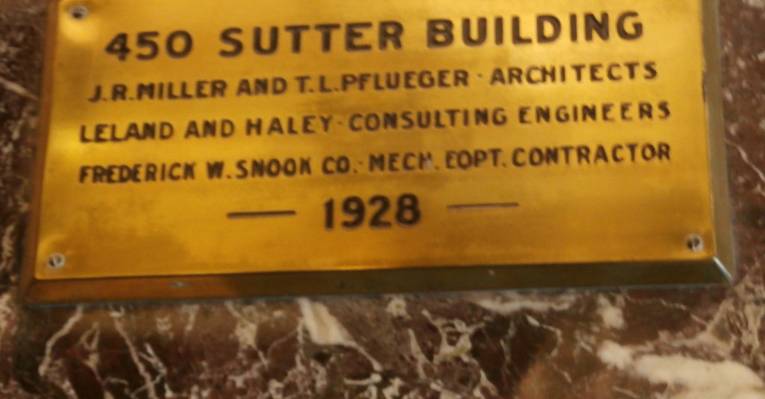 450 SUTTER BUILDING
J.R.MILLER AND T.L.PFLUEGER · ARCHITECTS
LELAND AND HALEY · CONSULTING ENGINEERS
FREDERICK W. SNOOK CO. · MECH. EQPT. CONTRACTOR
— 1928 —